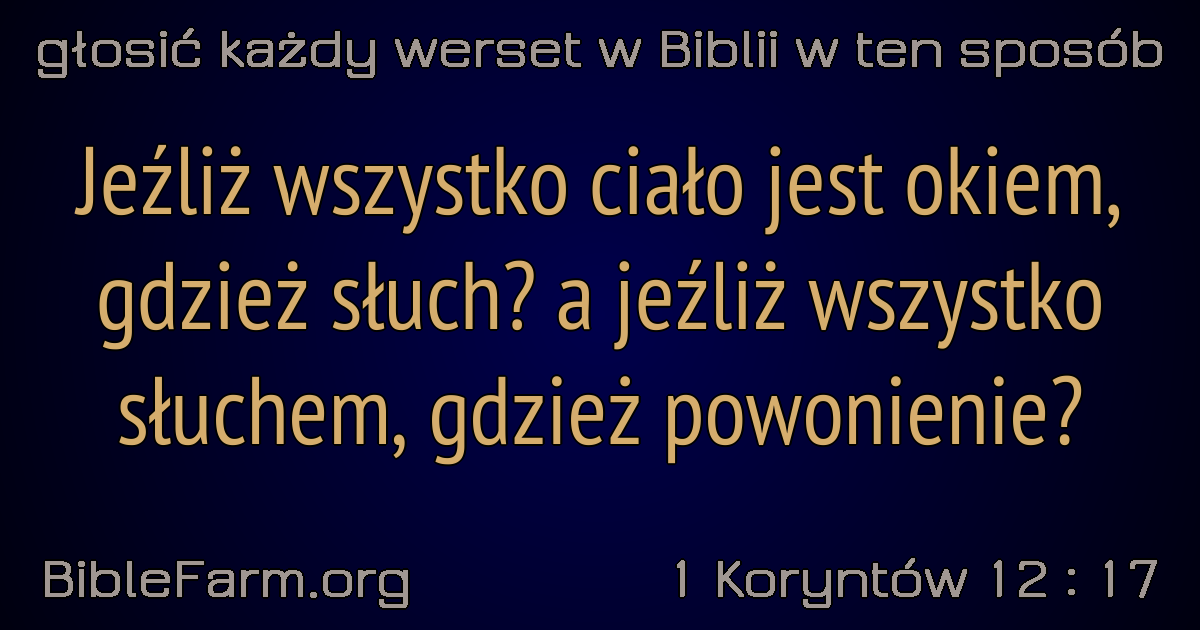 głosić każdy werset w Biblii w ten sposób
Jeźliż wszystko ciało jest okiem,
gdzież słuch? a jeźliż wszystko
słuchem, gdzież powonienie?
BibleFarm.org
1 Koryntów 12 : 17